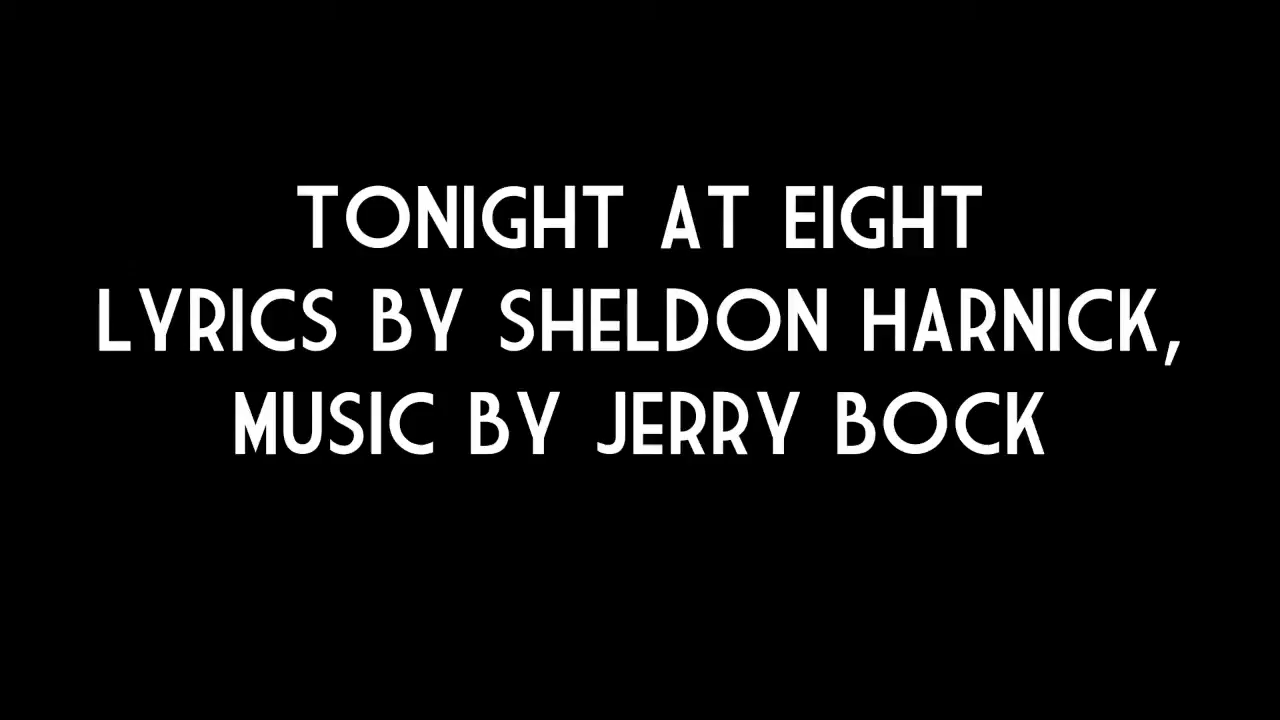 TONIGHT AT EIGHT
LYRICS BY SHELDON HARNICK,
MUSIC BY JERRY BOCK